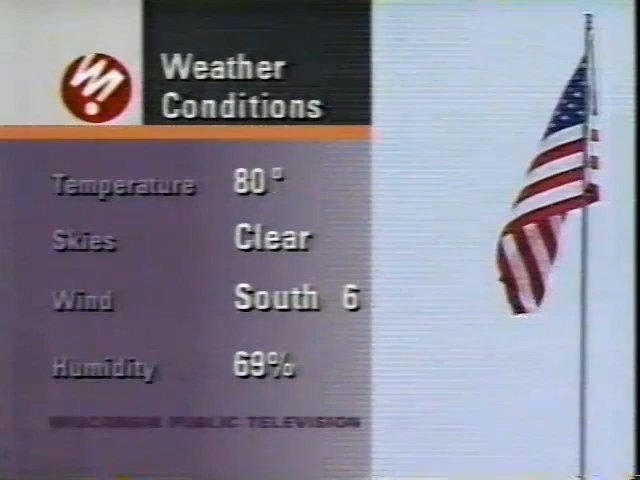 W!
Weather
Conditions
Temperature 80°
Skies Clear
Wind South 6
Humidity 69%
WISCONSIN PUBLIC TELEVISION